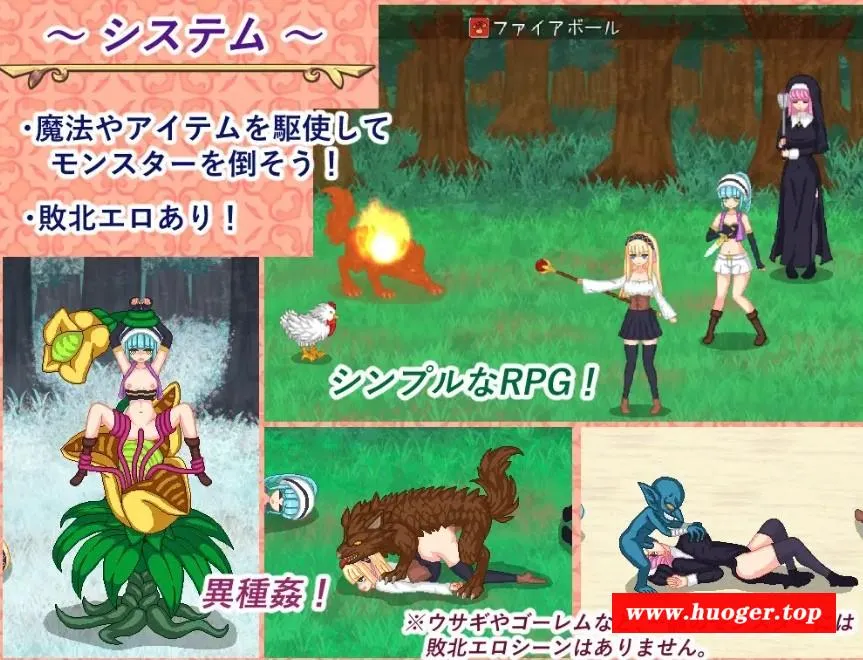 ～ システム ～
・魔法やアイテムを駆使して
モンスターを倒そう！
・敗北エロあり！
ファイアボール
シンプルなRPG！
異種姦！
※ウサギやゴーレムな
は
敗北エロシーンはありません。
www.huoger.top